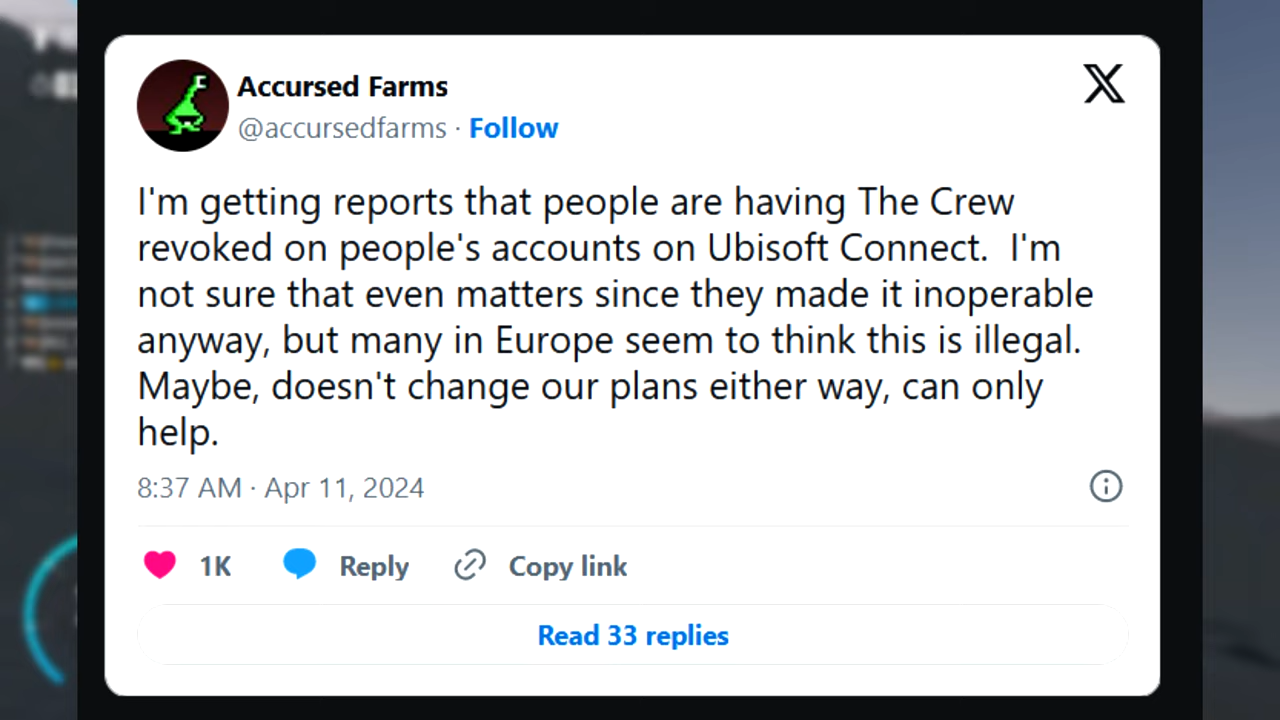 Accursed Farms
@accursedfarms · Follow
I'm getting reports that people are having The Crew
revoked on people's accounts on Ubisoft Connect.  I'm
not sure that even matters since they made it inoperable
anyway, but many in Europe seem to think this is illegal.
Maybe, doesn't change our plans either way, can only
help.
8:37 AM · Apr 11, 2024
1K Reply Copy link
Read 33 replies